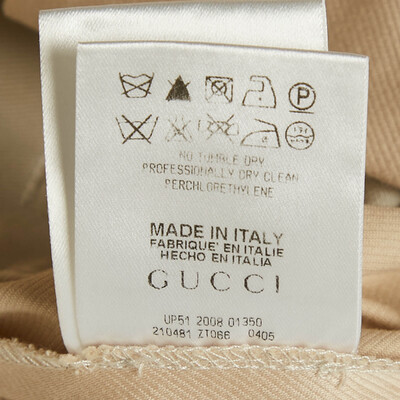 P
NO TUMBLE DRY
PROFESSIONALLY DRY CLEAN
PERCHLORETHYLENE
MADE IN ITALY
FABRIQUE' EN ITALIE
HECHO EN ITALIA
GUCCI
UP51 2008 01350
210481 ZT066 0405